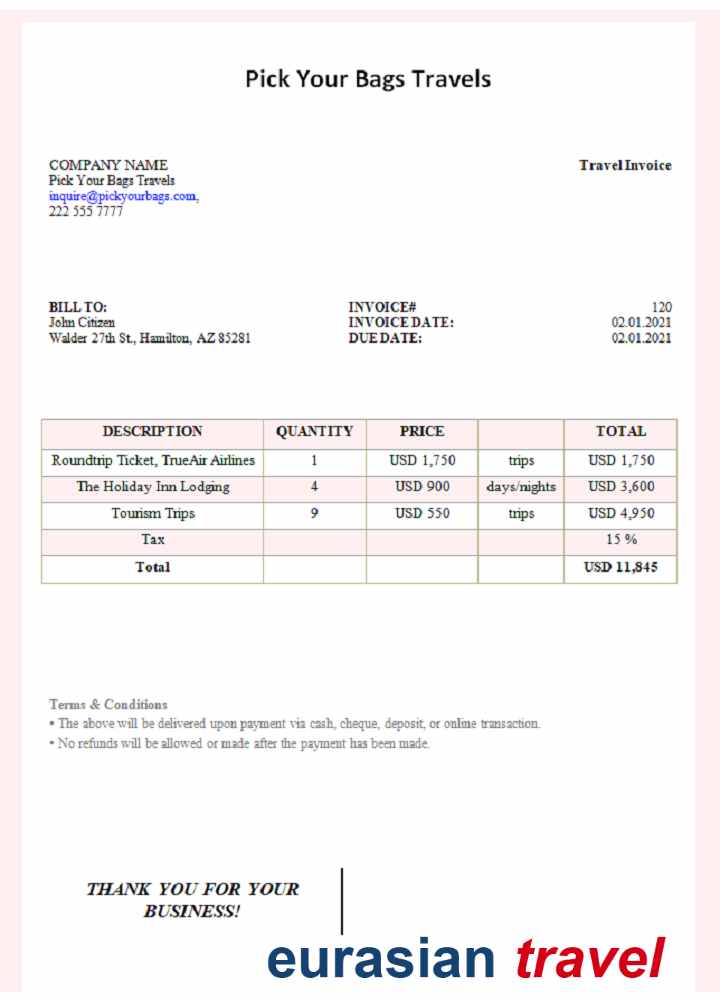 Pick Your Bags Travels
COMPANY NAME
Travel Invoice
Pick Your Bags Travels
inquire@pickyourbags.com,
222 555 7777
BILL TO:
John Citizen
Walder 27th St., Hamilton, AZ 85281
INVOICE# 120
INVOICE DATE: 02.01.2021
DUE DATE: 02.01.2021
DESCRIPTION QUANTITY PRICE TOTAL
Roundtrip Ticket, TrueAir Airlines 1 USD 1,750 trips USD 1,750
The Holiday Inn Lodging 4 USD 900 days/nights USD 3,600
Tourism Trips 9 USD 550 trips USD 4,950
Tax 15 %
Total USD 11,845
Terms & Conditions
• The above will be delivered upon payment via cash, cheque, deposit, or online transaction.
• No refunds will be allowed or made after the payment has been made.
THANK YOU FOR YOUR
BUSINESS!
eurasian travel